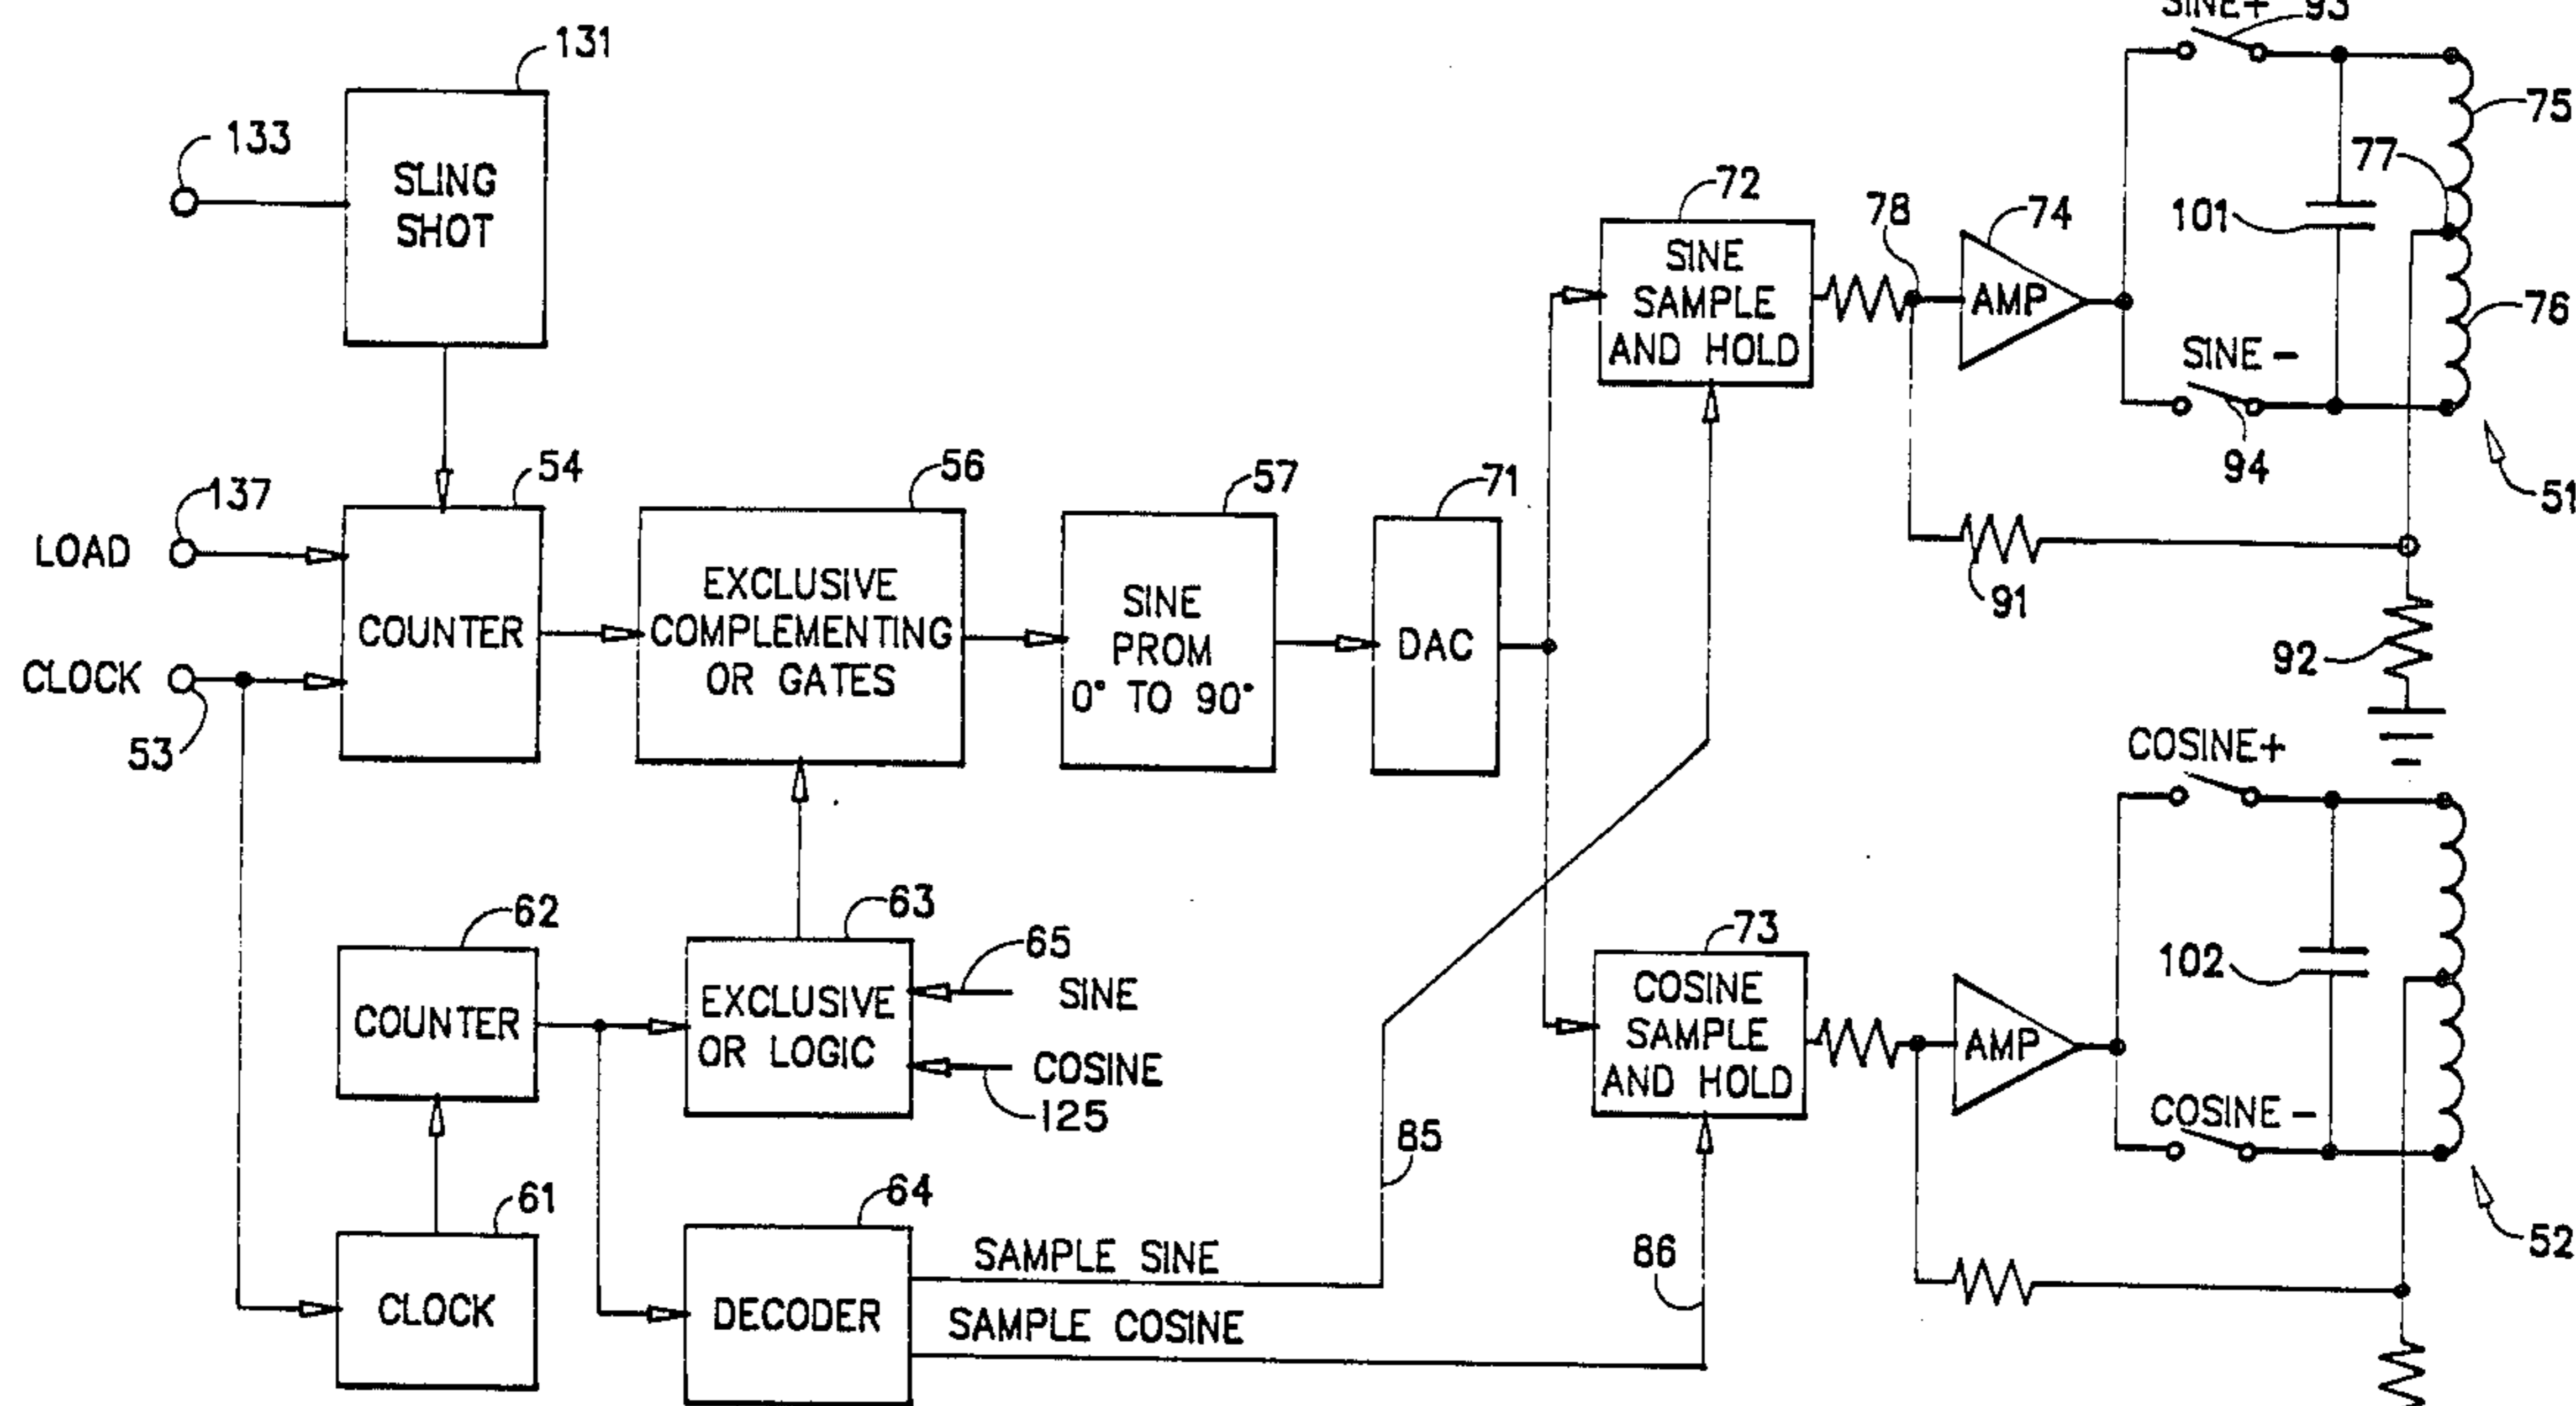 SINE+ 93
131
133
SLING
SHOT
75
77
72
78
74
101
SINE
SAMPLE
AND HOLD
AMP
76
SINE -
94
51
137
54
56
57
71
LOAD
CLOCK
53
COUNTER
EXCLUSIVE
COMPLEMENTING
OR GATES
SINE
PROM
0° TO 90°
DAC
91
92
COSINE+
62
63
65
SINE
COSINE
125
COUNTER
EXCLUSIVE
OR LOGIC
73
COSINE
SAMPLE
AND HOLD
AMP
102
COSINE -
85
86
52
61
64
CLOCK
DECODER
SAMPLE SINE
SAMPLE COSINE